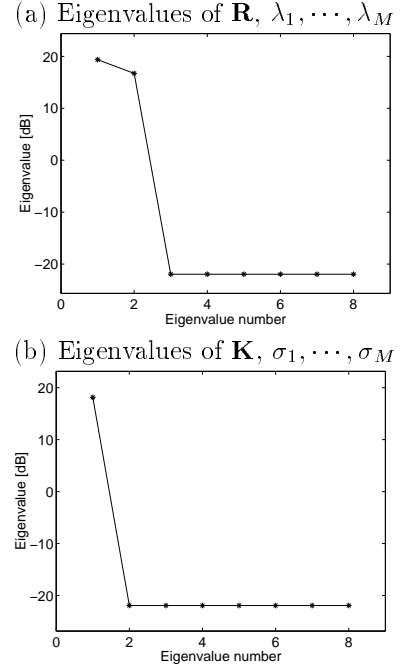 (a) Eigenvalues of R, λ1, ⋯, λM
20
10
0
−10
−20
Eigenvalue [dB]
0 2 4 6 8
Eigenvalue number
(b) Eigenvalues of K, σ1, ⋯, σM
20
10
0
−10
−20
Eigenvalue [dB]
0 2 4 6 8
Eigenvalue number